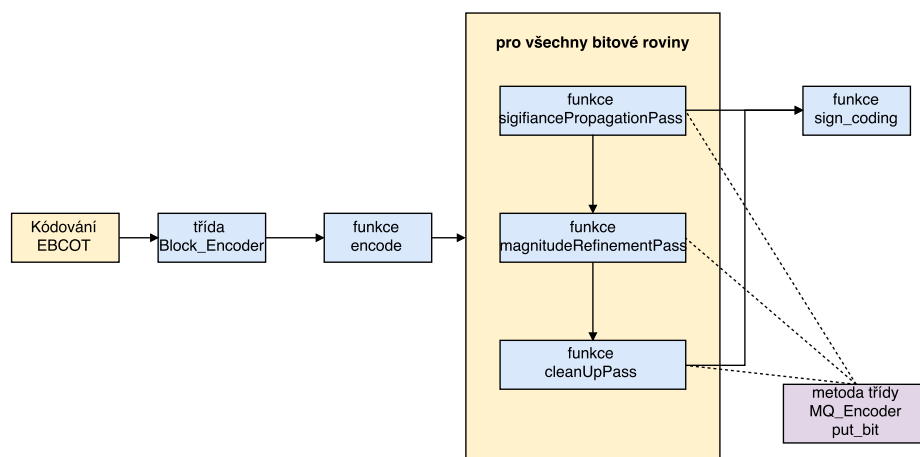 pro všechny bitové roviny
funkce
sigifiancePropagationPass
funkce
sign_coding
Kódování
EBCOT
třída
Block_Encoder
funkce
encode
funkce
magnitudeRefinementPass
funkce
cleanUpPass
metoda třídy
MQ_Encoder
put_bit